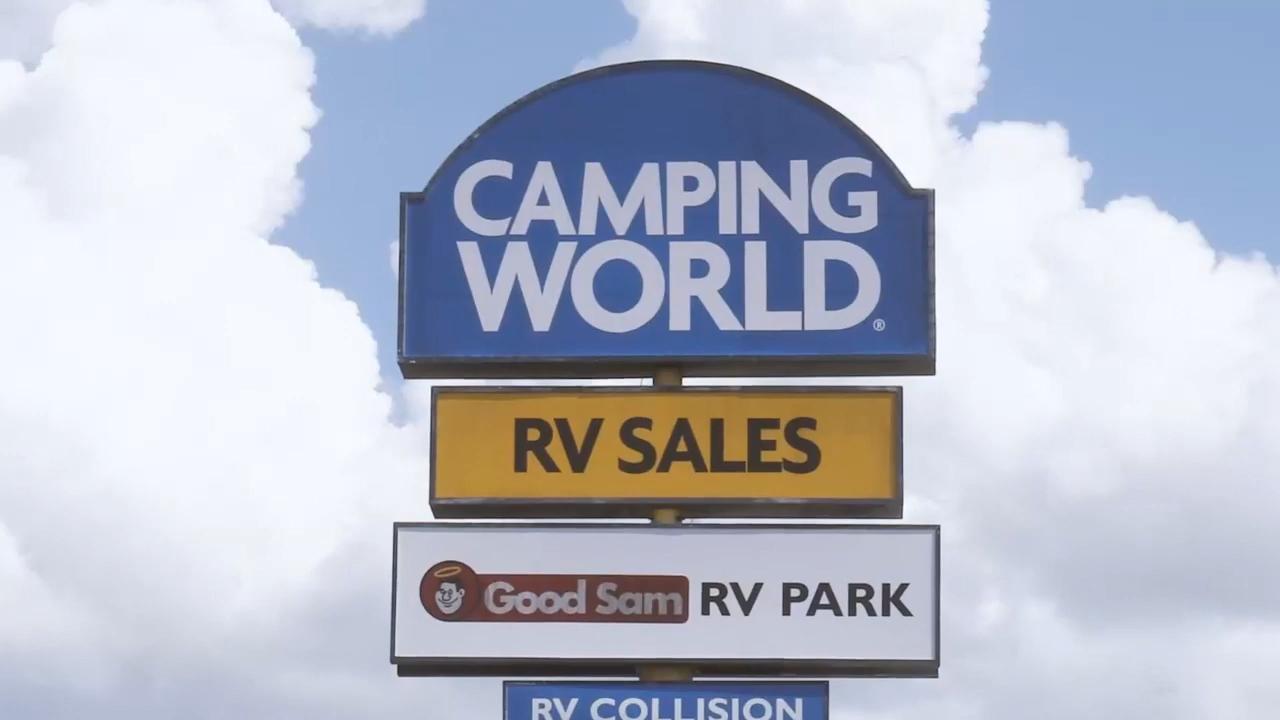 CAMPING
WORLD®
RV SALES
Good Sam RV PARK
RV COLLISION